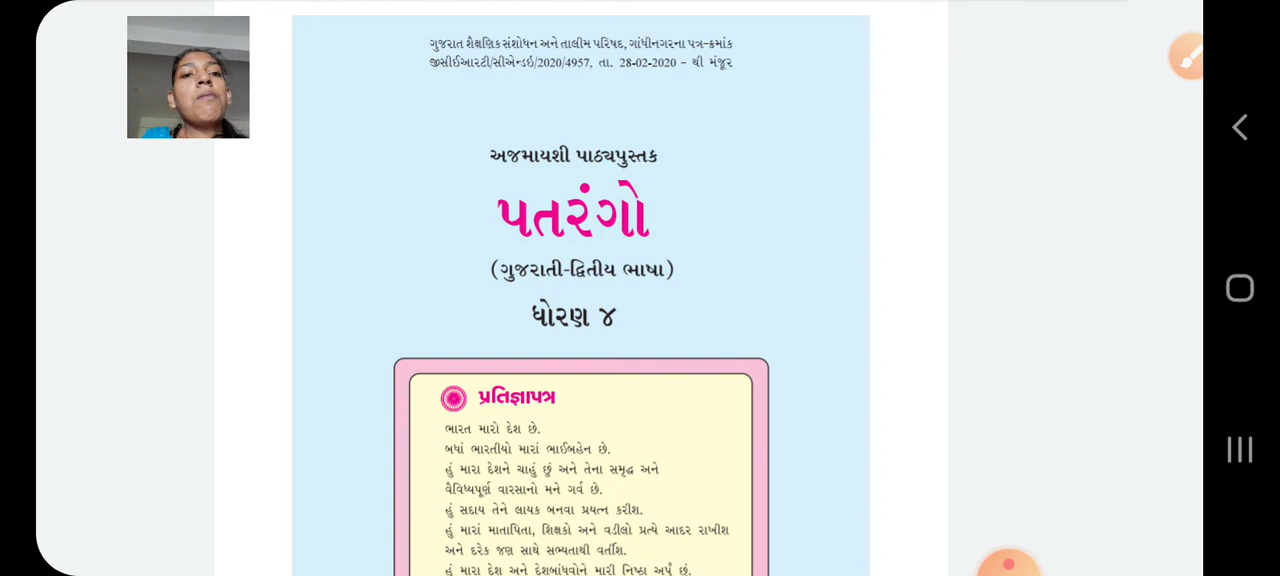 ગુજરાત શૈક્ષણિક સંશોધન અને તાલીમ પરિષદ, ગાંધીનગરના પત્ર-ક્રમાંક
જીસીઈઆરટી/સીએન્ડઇ/2020/4957, તા. 28-02-2020 - થી મંજૂર
અજમાયશી પાઠ્યપુસ્તક
પતરંગો
(ગુજરાતી-દ્વિતીય ભાષા)
ધોરણ ૪
પ્રતિજ્ઞાપત્ર
ભારત મારો દેશ છે.
બધાં ભારતીયો મારાં ભાઈબહેન છે.
હું મારા દેશને ચાહું છું અને તેના સમૃદ્ધ અને
વૈવિધ્યપૂર્ણ વારસાનો મને ગર્વ છે.
હું સદાય તેને લાયક બનવા પ્રયત્ન કરીશ.
હું મારાં માતાપિતા, શિક્ષકો અને વડીલો પ્રત્યે આદર રાખીશ
અને દરેક જણ સાથે સભ્યતાથી વર્તીશ.
હું મારા દેશ અને દેશબાંધવોને મારી નિષ્ઠા અર્પું છું.